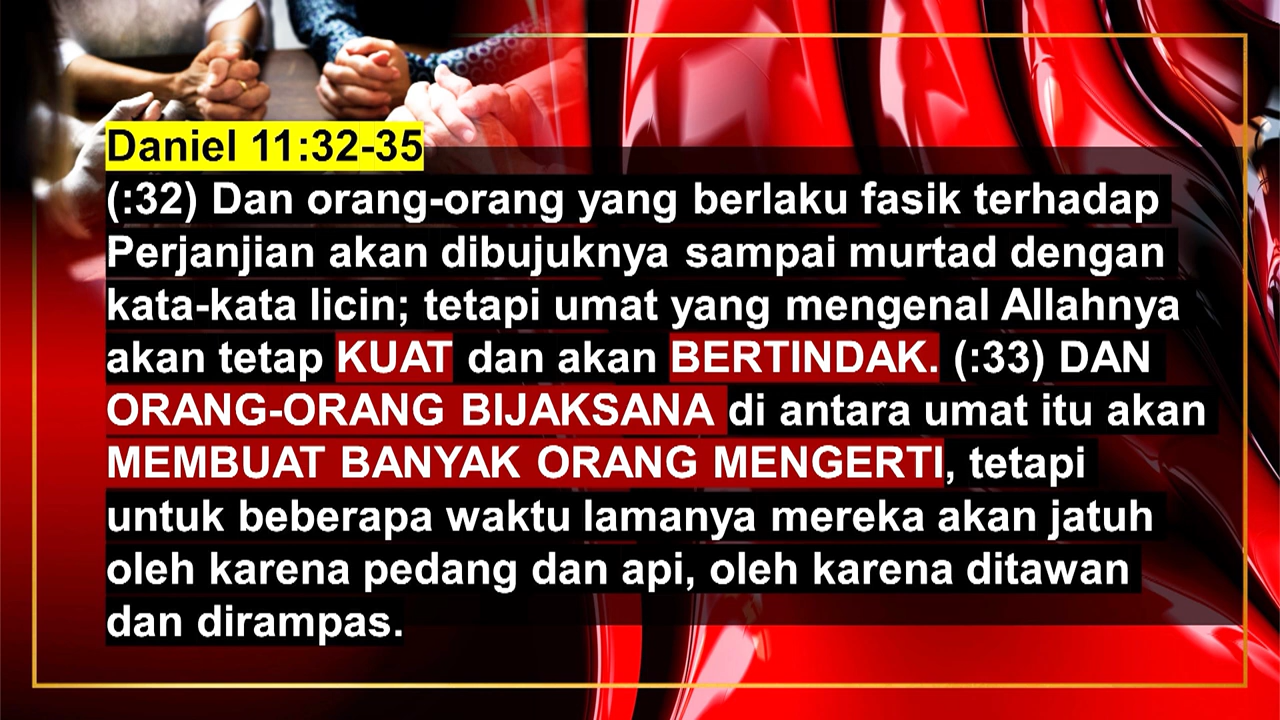 Daniel 11:32-35
(:32) Dan orang-orang yang berlaku fasik terhadap
Perjanjian akan dibujuknya sampai murtad dengan
kata-kata licin; tetapi umat yang mengenal Allahnya
akan tetap KUAT dan akan BERTINDAK. (:33) DAN
ORANG-ORANG BIJAKSANA di antara umat itu akan
MEMBUAT BANYAK ORANG MENGERTI, tetapi
untuk beberapa waktu lamanya mereka akan jatuh
oleh karena pedang dan api, oleh karena ditawan
dan dirampas.